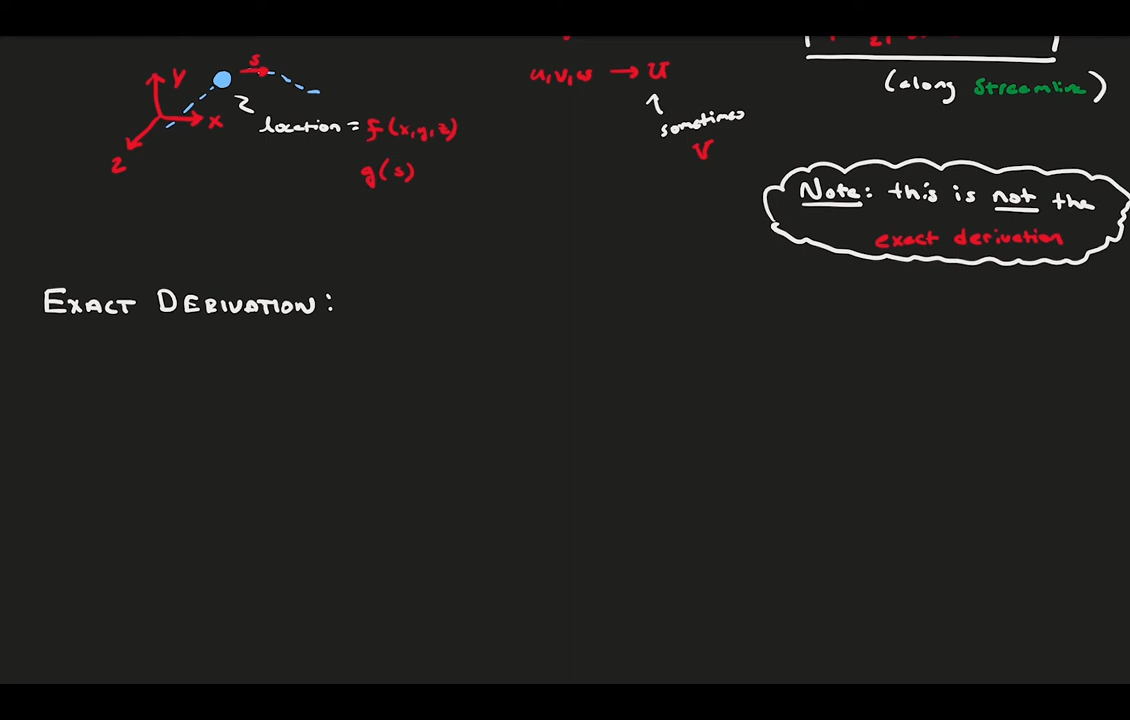 y
s
x
z
location = f(x,y,z)
g(s)
u,v,w → U
sometimes
V
(along Streamline)
Note: this is not the
exact derivation
EXACT DERIVATION: